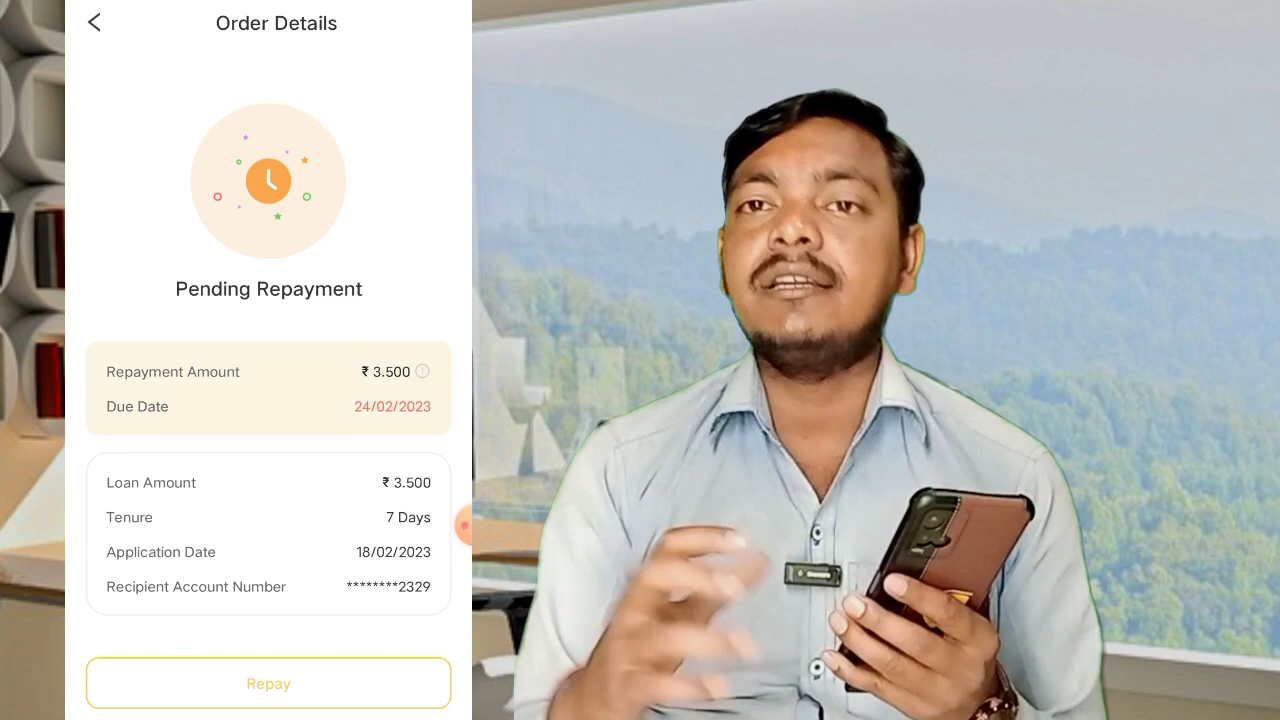 Order Details
Pending Repayment
Repayment Amount ₹ 3.500
Due Date 24/02/2023
Loan Amount ₹ 3.500
Tenure 7 Days
Application Date 18/02/2023
Recipient Account Number ********2329
Repay